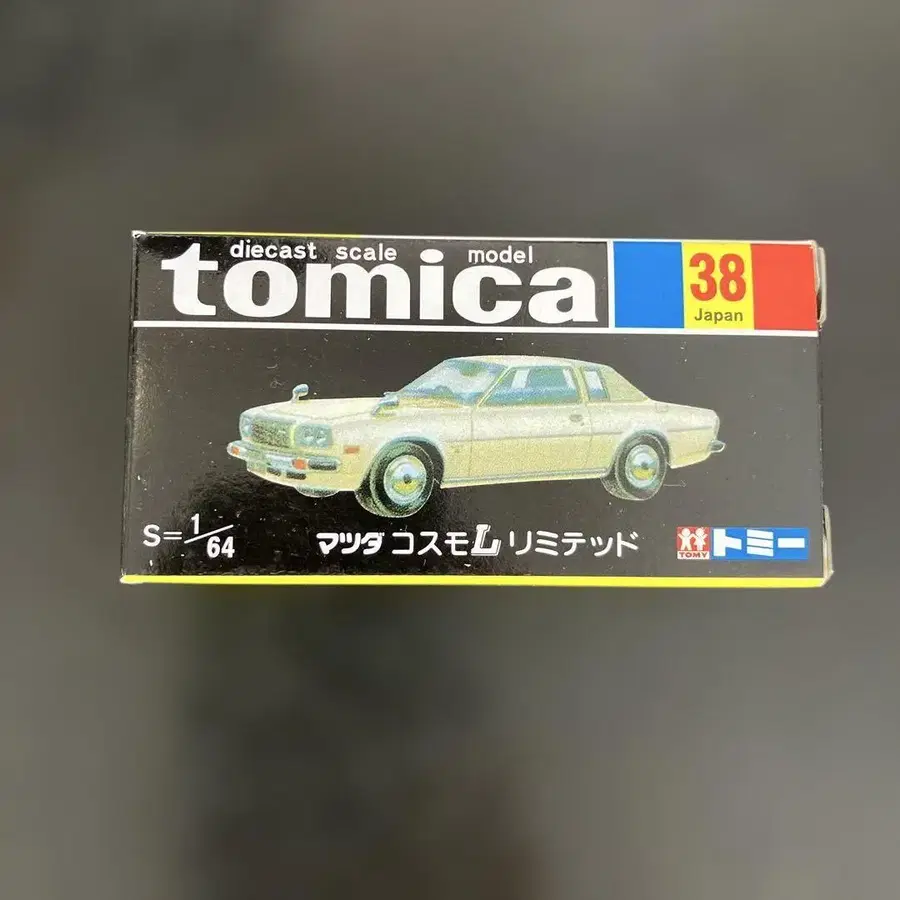 diecast scale model
tomica
38
Japan
S=1/64
マツダ コスモL リミテッド
TOMY
トミー